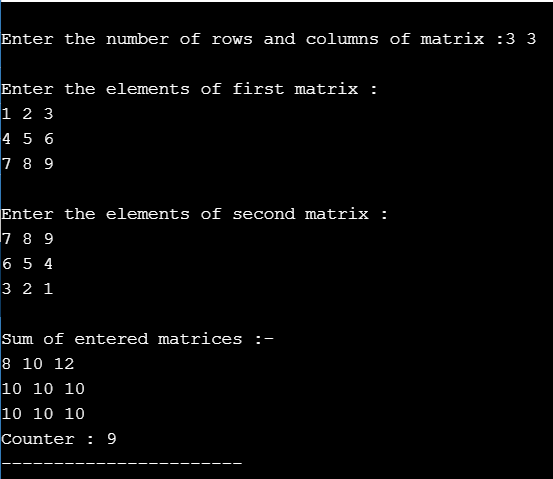 Enter the number of rows and columns of matrix :3 3
Enter the elements of first matrix :
1 2 3
4 5 6
7 8 9
Enter the elements of second matrix :
7 8 9
6 5 4
3 2 1
Sum of entered matrices :-
8 10 12
10 10 10
10 10 10
Counter : 9
-----------------------